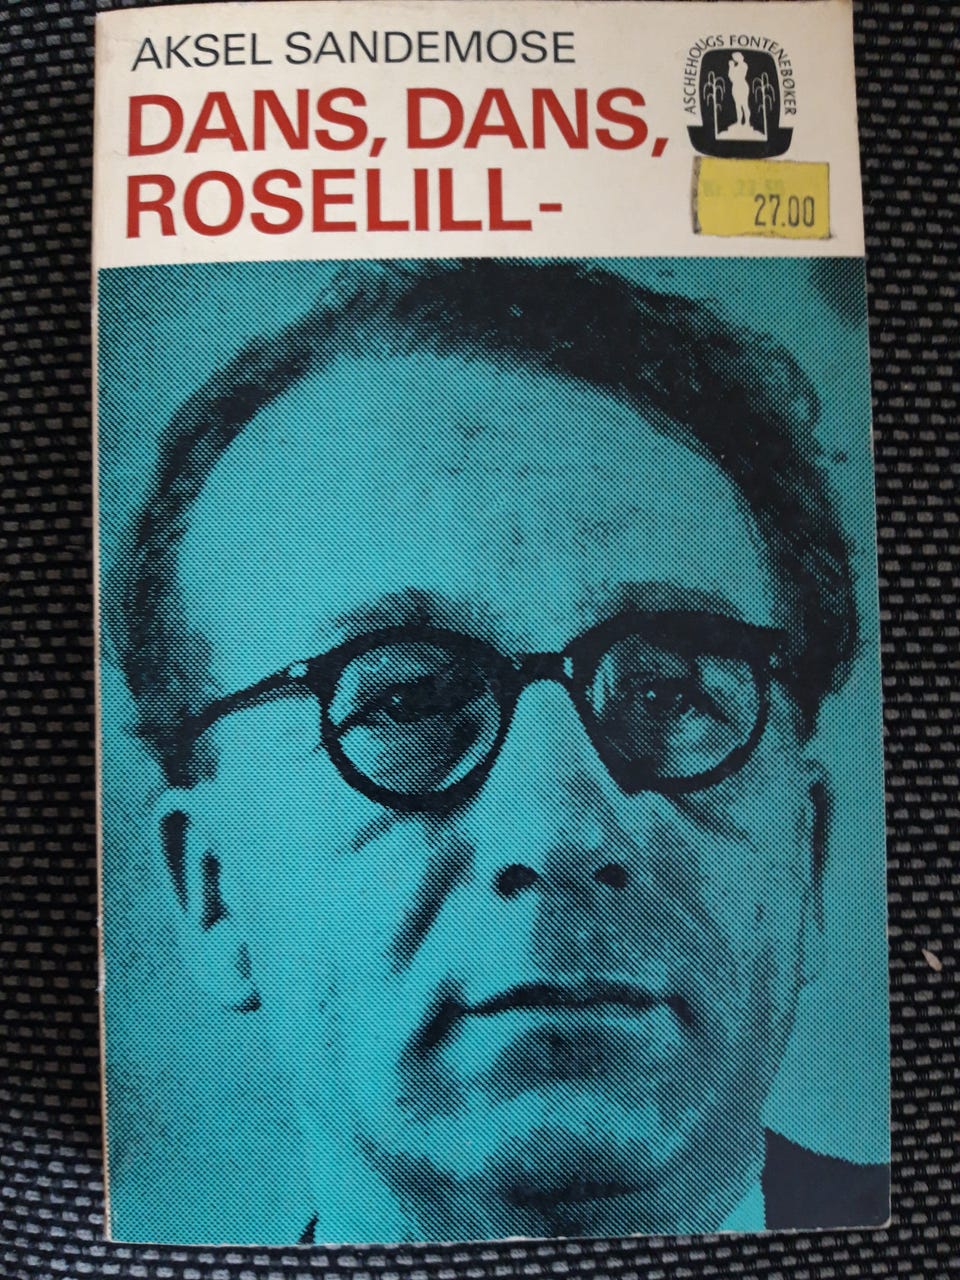 AKSEL SANDEMOSE
DANS, DANS,
ROSELILL-
ASCHEHOUGS FONTENEBØKER
27.00